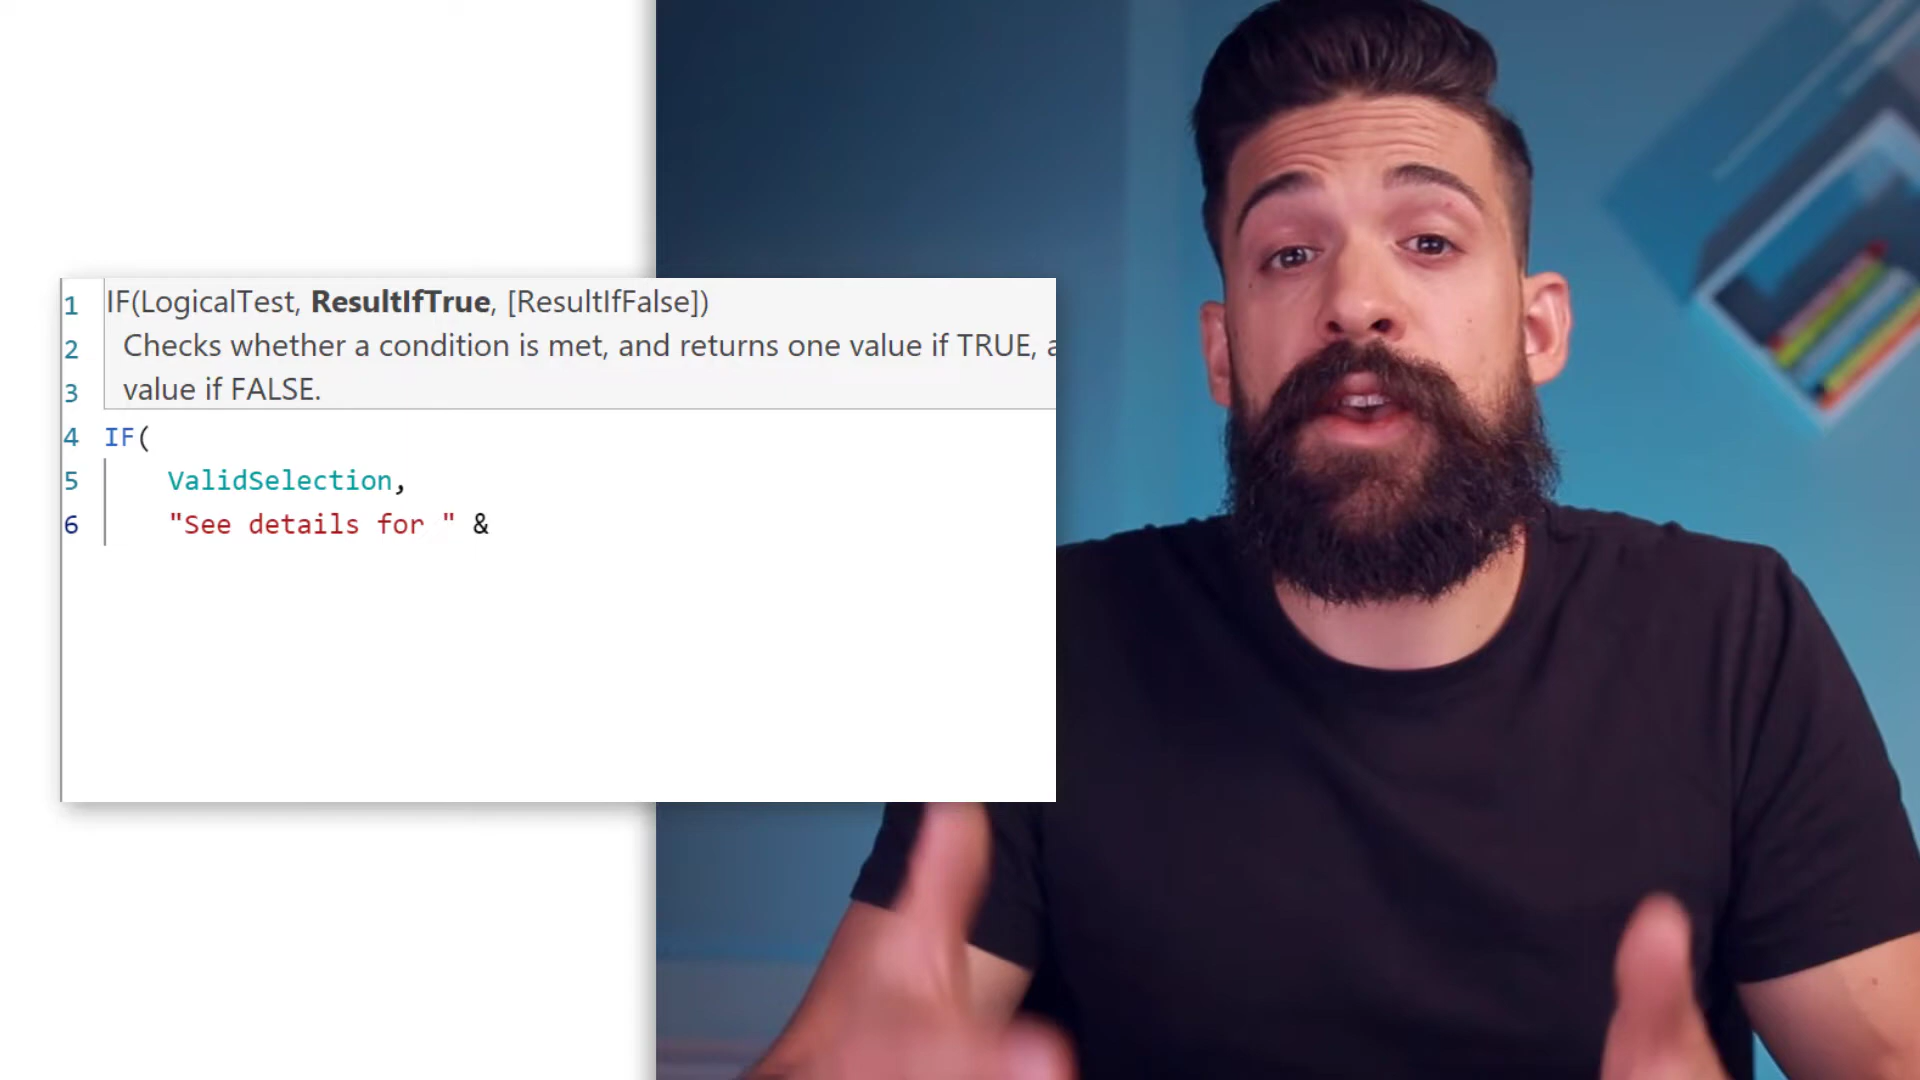 1 IF(LogicalTest, ResultIfTrue, [ResultIfFalse])
2 Checks whether a condition is met, and returns one value if TRUE,
3 value if FALSE.
4 IF(
5 ValidSelection,
6 "See details for " &